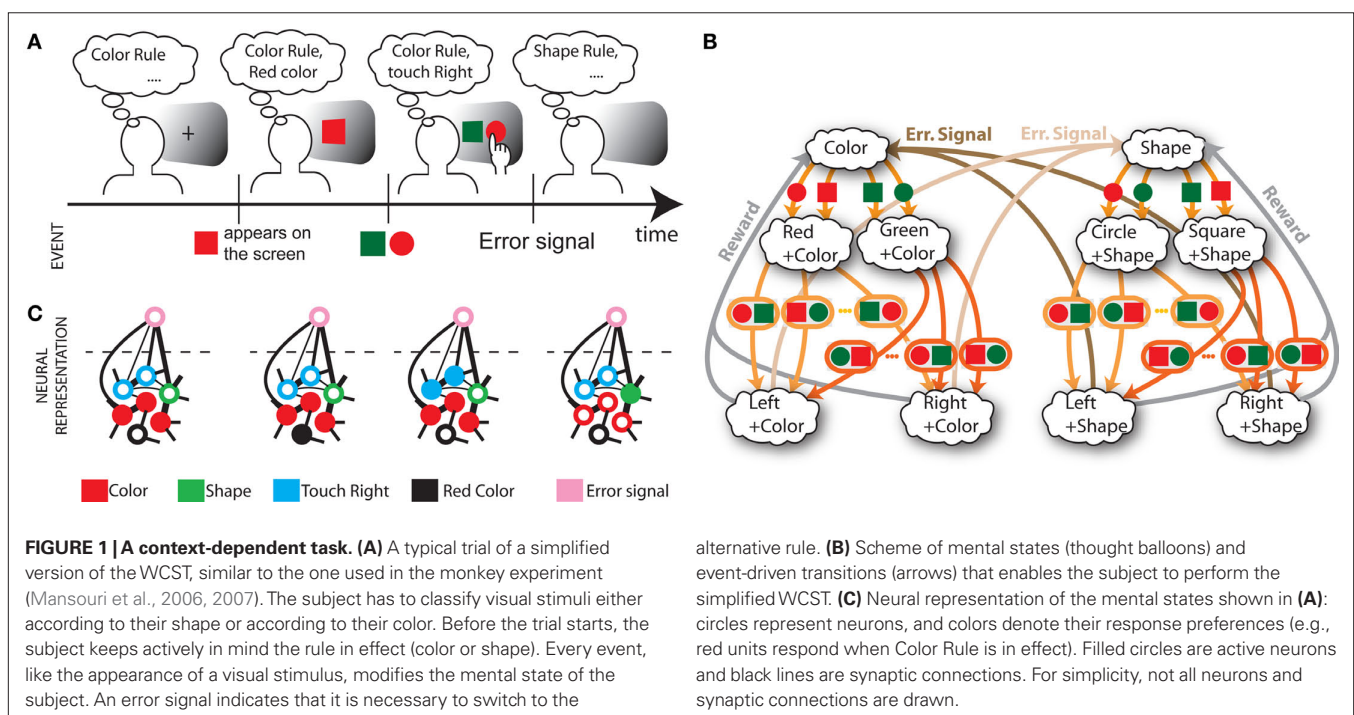 A
Color Rule
....
Color Rule,
Red color
Color Rule,
touch Right
Shape Rule,
....
+
EVENT
appears on
the screen
Error signal
time
B
Err. Signal
Err. Signal
Color
Shape
Reward
Reward
Red
+Color
Green
+Color
Circle
+Shape
Square
+Shape
...
...
...
...
Left
+Color
Right
+Color
Left
+Shape
Right
+Shape
C
NEURAL
REPRESENTATION
Color
Shape
Touch Right
Red Color
Error signal
FIGURE 1 | A context-dependent task. (A) A typical trial of a simplified
version of the WCST, similar to the one used in the monkey experiment
(Mansouri et al., 2006, 2007). The subject has to classify visual stimuli either
according to their shape or according to their color. Before the trial starts, the
subject keeps actively in mind the rule in effect (color or shape). Every event,
like the appearance of a visual stimulus, modifies the mental state of the
subject. An error signal indicates that it is necessary to switch to the
alternative rule. (B) Scheme of mental states (thought balloons) and
event-driven transitions (arrows) that enables the subject to perform the
simplified WCST. (C) Neural representation of the mental states shown in (A):
circles represent neurons, and colors denote their response preferences (e.g.,
red units respond when Color Rule is in effect). Filled circles are active neurons
and black lines are synaptic connections. For simplicity, not all neurons and
synaptic connections are drawn.